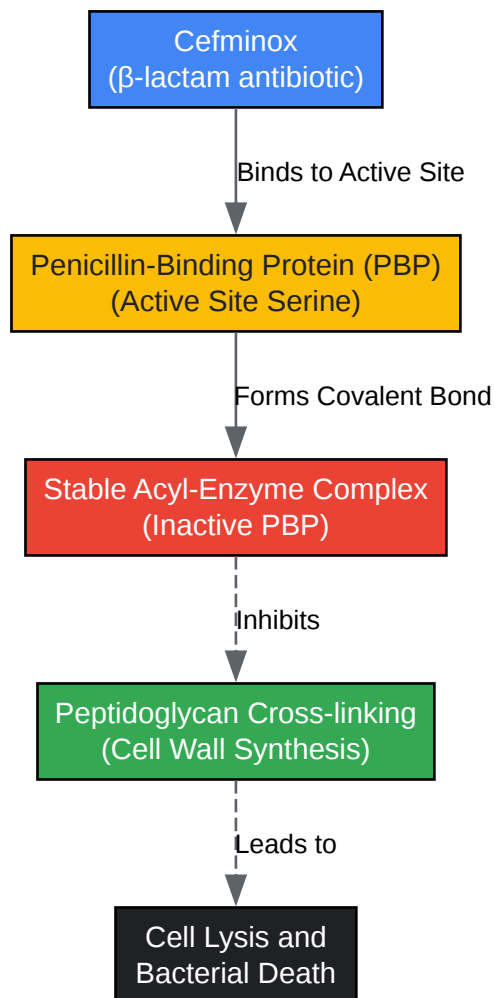 Cefminox
(β-lactam antibiotic)
Binds to Active Site
Penicillin-Binding Protein (PBP)
(Active Site Serine)
Forms Covalent Bond
Stable Acyl-Enzyme Complex
(Inactive PBP)
Inhibits
Peptidoglycan Cross-linking
(Cell Wall Synthesis)
Leads to
Cell Lysis and
Bacterial Death